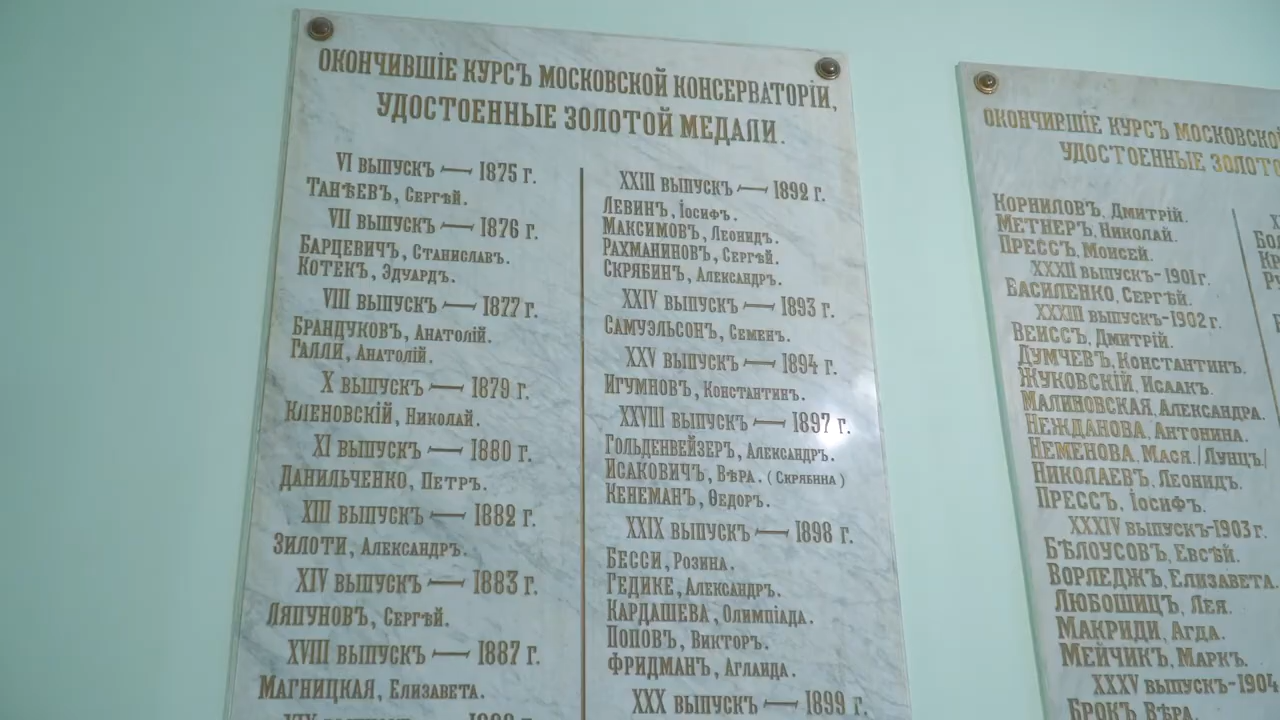 ОКОНЧИВШІЕ КУРСЪ МОСКОВСКОЙ КОНСЕРВАТОРІИ,
УДОСТОЕННЫЕ ЗОЛОТОЙ МЕДАЛИ.
VI ВЫПУСКЪ — 1875 Г.
ТАНѢЕВЪ, СЕРГѢЙ.
VII ВЫПУСКЪ — 1876 Г.
БАРЦЕВИЧЪ, СТАНИСЛАВЪ.
КОТЕКЪ, ЭДУАРДЪ.
VIII ВЫПУСКЪ — 1877 Г.
БРАНДУКОВЪ, АНАТОЛІЙ.
ГАЛЛИ, АНАТОЛІЙ.
X ВЫПУСКЪ — 1879 Г.
КЛЕНОВСКІЙ, НИКОЛАЙ.
XI ВЫПУСКЪ — 1880 Г.
ДАНИЛЬЧЕНКО, ПЕТРЪ.
XIII ВЫПУСКЪ — 1882 Г.
ЗИЛОТИ, АЛЕКСАНДРЪ.
XIV ВЫПУСКЪ — 1883 Г.
ЛЯПУНОВЪ, СЕРГѢЙ.
XVIII ВЫПУСКЪ — 1887 Г.
МАГНИЦКАЯ, ЕЛИЗАВЕТА.
XXIII ВЫПУСКЪ — 1892 Г.
ЛЕВИНЪ, ІОСИФЪ.
МАКСИМОВЪ, ЛЕОНИДЪ.
РАХМАНИНОВЪ, СЕРГѢЙ.
СКРЯБИНЪ, АЛЕКСАНДРЪ.
XXIV ВЫПУСКЪ — 1893 Г.
САМУЭЛЬСОНЪ, СЕМЕНЪ.
XXV ВЫПУСКЪ — 1894 Г.
ИГУМНОВЪ, КОНСТАНТИНЪ.
XXVIII ВЫПУСКЪ — 1897 Г.
ГОЛЬДЕНВЕЙЗЕРЪ, АЛЕКСАНДРЪ.
ИСАКОВИЧЪ, ВѢРА. (СКРЯБИНА)
КЕНЕМАНЪ, ѲЕДОРЪ.
XXIX ВЫПУСКЪ — 1898 Г.
БЕССИ, РОЗИНА.
ГЕДИКЕ, АЛЕКСАНДРЪ.
КАРДАШЕВА, ОЛИМПІАДА.
ПОПОВЪ, ВИКТОРЪ.
ФРИДМАНЪ, АГЛАИДА.
XXX ВЫПУСКЪ — 1899 Г.
ОКОНЧИВШІЕ КУРСЪ МОСКОВСКО
УДОСТОЕННЫЕ ЗОЛОТ
КОРНИЛОВЪ, ДМИТРІЙ.
МЕТНЕРЪ, НИКОЛАЙ.
ПРЕССЪ, МОИСЕЙ.
XXXII ВЫПУСКЪ-1901 Г.
ВАСИЛЕНКО, СЕРГѢЙ.
XXXIII ВЫПУСКЪ-1902 Г.
ВЕЙССЪ, ДМИТРІЙ.
ДУМЧЕВЪ, КОНСТАНТИНЪ.
ЖУКОВСКІЙ, ИСААКЪ.
МАЛИНОВСКАЯ, АЛЕКСАНДРА.
НЕЖДАНОВА, АНТОНИНА.
НЕМЕНОВА, МАСЯ. /ЛУНЦЪ/
НИКОЛАЕВЪ, ЛЕОНИДЪ.
ПРЕССЪ, ІОСИФЪ.
XXXIV ВЫПУСКЪ-1903 Г.
БѢЛОУСОВЪ, ЕВСѢЙ.
ВОРЛЕДЖЪ, ЕЛИЗАВЕТА.
ЛЮБОШИЦЪ, ЛЕЯ.
МАКРИДИ, АГДА.
МЕЙЧИКЪ, МАРКЪ.
XXXV ВЫПУСКЪ-1904
БРОКЪ, ВѢРА.